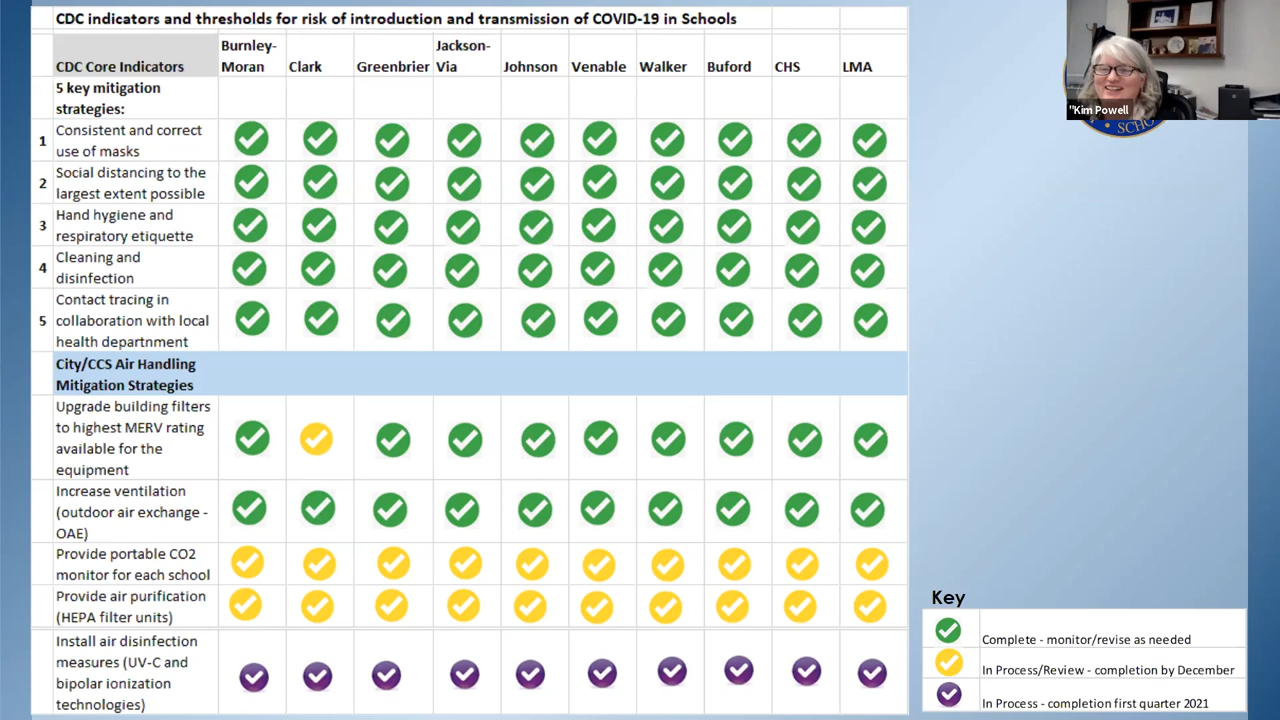 CDC indicators and thresholds for risk of introduction and transmission of COVID-19 in Schools
CDC Core Indicators
Burnley-
Moran
Clark
Greenbrier
Jackson-
Via
Johnson
Venable
Walker
Buford
CHS
LMA
5 key mitigation
strategies:
1
Consistent and correct
use of masks
2
Social distancing to the
largest extent possible
3
Hand hygiene and
respiratory etiquette
4
Cleaning and
disinfection
5
Contact tracing in
collaboration with local
health departnment
City/CCS Air Handling
Mitigation Strategies
Upgrade building filters
to highest MERV rating
available for the
equipment
Increase ventilation
(outdoor air exchange -
OAE)
Provide portable CO2
monitor for each school
Provide air purification
(HEPA filter units)
Install air disinfection
measures (UV-C and
bipolar ionization
technologies)
"Kim Powell
SCHO
Key
Complete - monitor/revise as needed
In Process/Review - completion by December
In Process - completion first quarter 2021